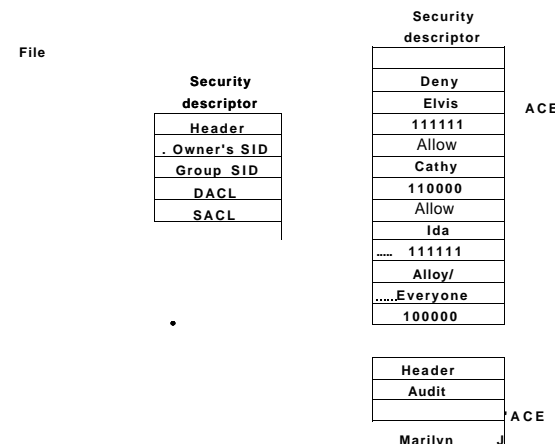 File
Security
descriptor
Header
. Owner's SID
Group SID
DACL
SACL
Security
descriptor
Deny
Elvis
111111
Allow
Cathy
110000
Allow
Ida
..... 111111
Alloy/
......Everyone
100000
ACE
Header
Audit
'ACE
Marilyn J